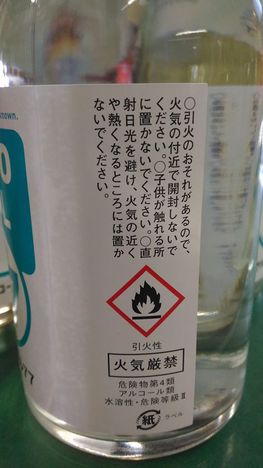 ○引火のおそれがあるので、
火気の付近で開封しないで
ください。○子供が触れる所
に置かないでください。○直
射日光を避け、火気の近く
や熱くなるところには置か
ないでください。
引火性
火気厳禁
危険物第4類
アルコール類
水溶性・危険等級Ⅱ
紙 ラベル
nown.
77